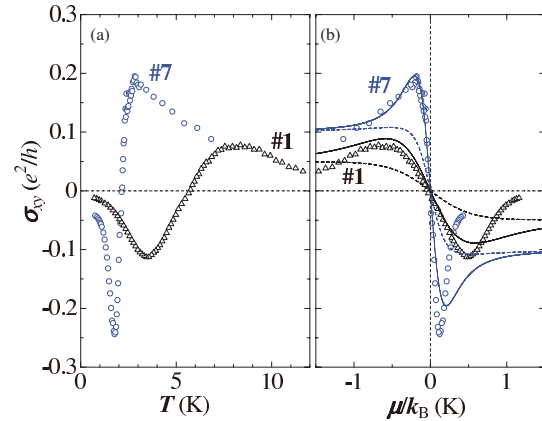 0.3
(a)
(b)
#7
#7
0.2
0.1
#1
#1
0
-0.1
-0.2
-0.3
σxy (e²/h)
0 5 10
-1 0 1
T (K)
μ/kB (K)